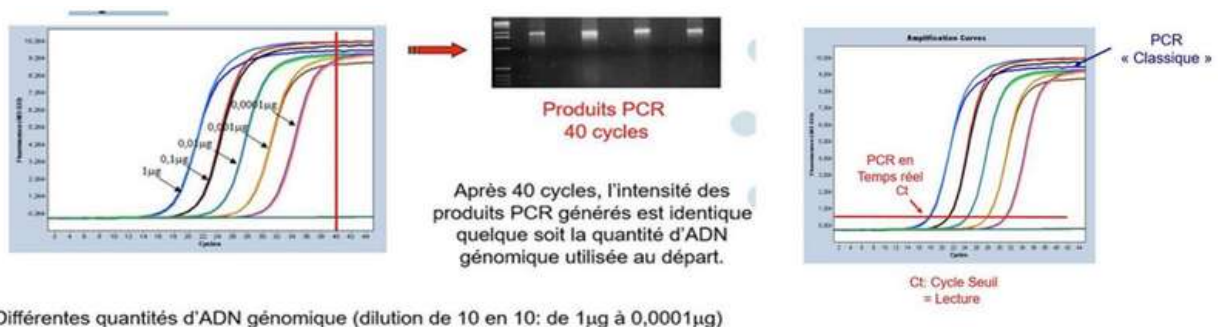 1µg
0,1µg
0,01µg
0,001µg
0,0001µg
Cycles
Produits PCR
40 cycles
Après 40 cycles, l'intensité des
produits PCR générés est identique
quelque soit la quantité d'ADN
génomique utilisée au départ.
Amplification Curves
PCR
« Classique »
PCR en
Temps réel
Ct
Cycles
Ct: Cycle Seuil
= Lecture
Différentes quantités d'ADN génomique (dilution de 10 en 10: de 1µg à 0,0001µg)